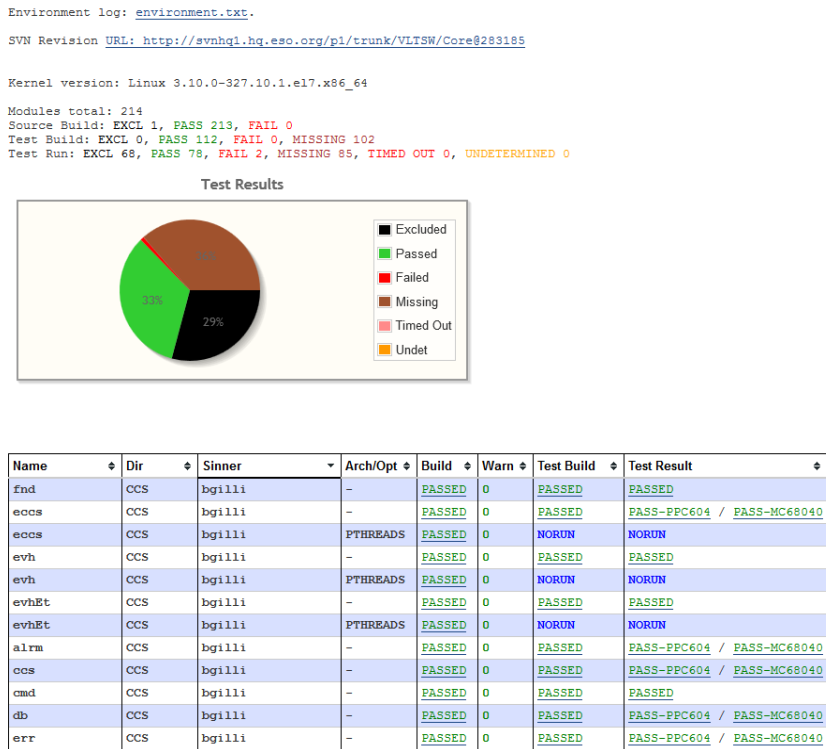 Environment log: environment.txt.
SVN Revision URL: http://svnhq1.hq.eso.org/p1/trunk/VLTSW/Core@283185
Kernel version: Linux 3.10.0-327.10.1.el7.x86_64
Modules total: 214
Source Build: EXCL 1, PASS 213, FAIL 0
Test Build: EXCL 0, PASS 112, FAIL 0, MISSING 102
Test Run: EXCL 68, PASS 78, FAIL 2, MISSING 85, TIMED OUT 0, UNDETERMINED 0
Test Results
33%
29%
Excluded
Passed
Failed
Missing
Timed Out
Undet
Name Dir Sinner Arch/Opt Build Warn Test Build Test Result
fnd CCS bgilli - PASSED 0 PASSED PASSED
eccs CCS bgilli - PASSED 0 PASSED PASS-PPC604 / PASS-MC68040
eccs CCS bgilli PTHREADS PASSED 0 NORUN NORUN
evh CCS bgilli - PASSED 0 PASSED PASSED
evh CCS bgilli PTHREADS PASSED 0 NORUN NORUN
evhEt CCS bgilli - PASSED 0 PASSED PASSED
evhEt CCS bgilli PTHREADS PASSED 0 NORUN NORUN
alrm CCS bgilli - PASSED 0 PASSED PASS-PPC604 / PASS-MC68040
ccs CCS bgilli - PASSED 0 PASSED PASS-PPC604 / PASS-MC68040
cmd CCS bgilli - PASSED 0 PASSED PASSED
db CCS bgilli - PASSED 0 PASSED PASS-PPC604 / PASS-MC68040
err CCS bgilli - PASSED 0 PASSED PASS-PPC604 / PASS-MC68040